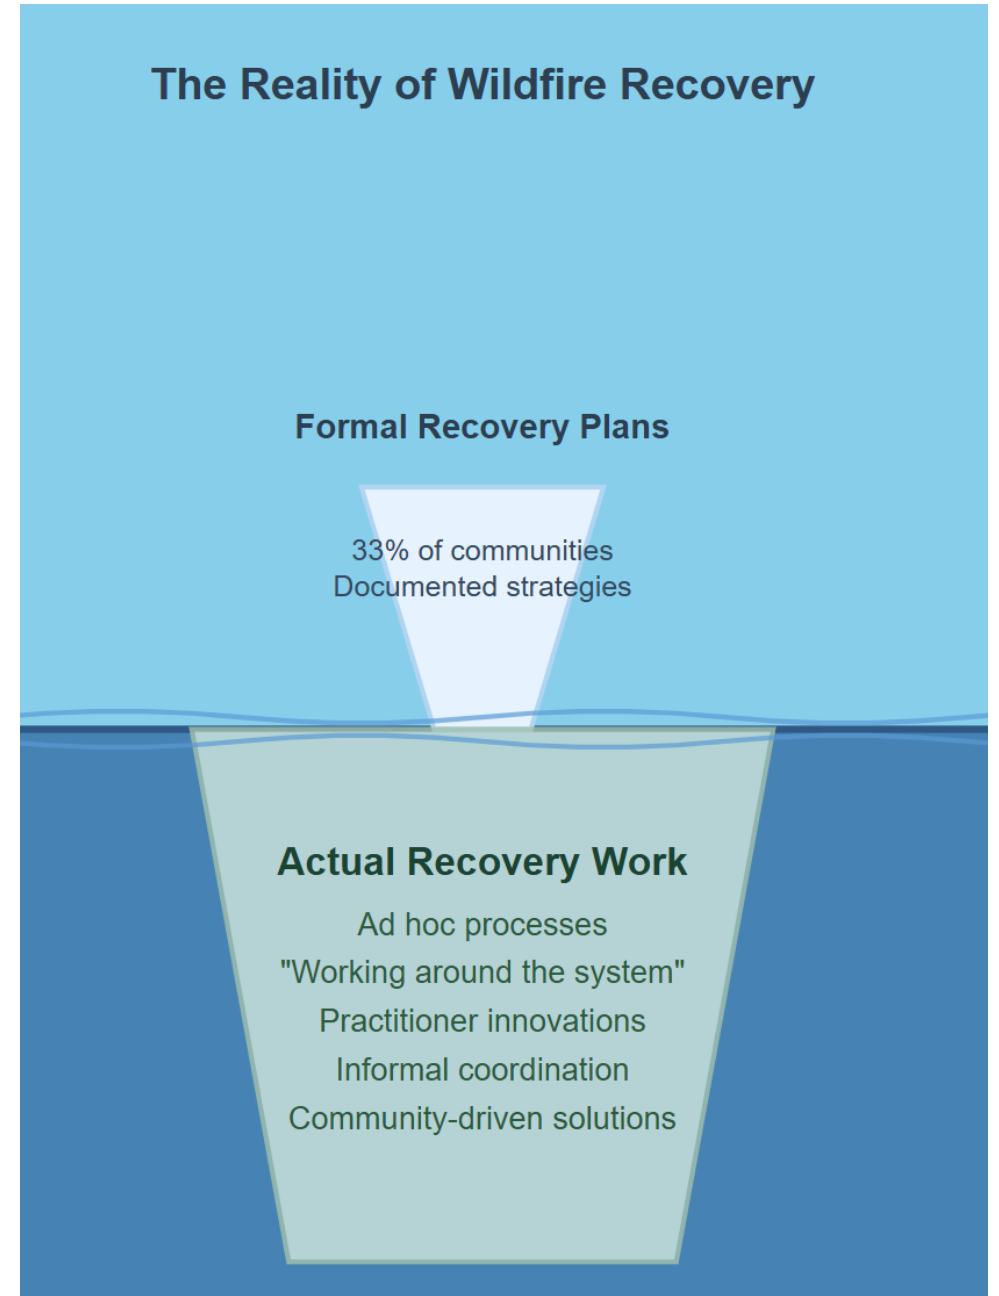 The Reality of Wildfire Recovery
Formal Recovery Plans
33% of communities
Documented strategies
Actual Recovery Work
Ad hoc processes
"Working around the system"
Practitioner innovations
Informal coordination
Community-driven solutions